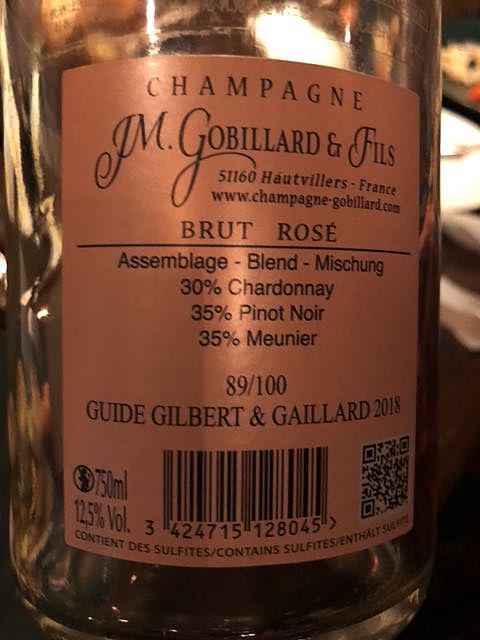 CHAMPAGNE
JM. GOBILLARD & FILS
51160 Hautvillers - France
www.champagne-gobillard.com
BRUT ROSÉ
Assemblage - Blend - Mischung
30% Chardonnay
35% Pinot Noir
35% Meunier
89/100
GUIDE GILBERT & GAILLARD 2018
750ml
12,5% Vol.
3 424715 128045 >
CONTIENT DES SULFITES/CONTAINS SULFITES/ENTHÄLT SULFITE